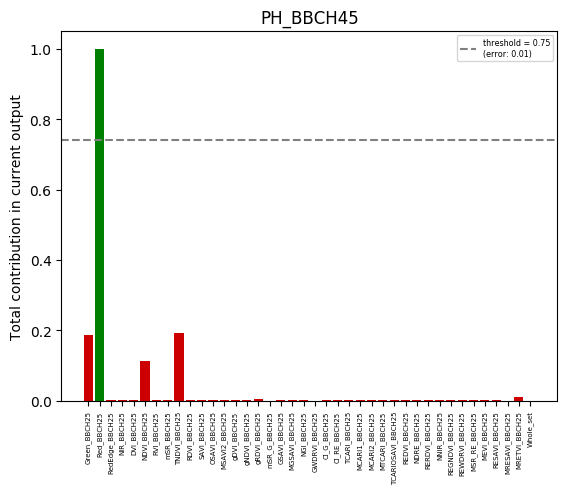 PH_BBCH45
Total contribution in current output
1.0
0.8
0.6
0.4
0.2
0.0
threshold = 0.75
(error: 0.01)
Green_BBCH25
Red_BBCH25
RedEdge_BBCH25
NIR_BBCH25
DVI_BBCH25
NDVI_BBCH25
RVI_BBCH25
mSR_BBCH25
TNDVI_BBCH25
RDVI_BBCH25
SAVI_BBCH25
OSAVI_BBCH25
MSAVI2_BBCH25
gDVI_BBCH25
gNDVI_BBCH25
gRDVI_BBCH25
mSR_G_BBCH25
GSAVI_BBCH25
MGSAVI_BBCH25
NGI_BBCH25
GWDRVI_BBCH25
CI_G_BBCH25
CI_RE_BBCH25
TCARI_BBCH25
MCARI1_BBCH25
MCARI2_BBCH25
MTCARI_BBCH25
TCARIOSAVI_BBCH25
REDVI_BBCH25
NDRE_BBCH25
RERDVI_BBCH25
NNIR_BBCH25
REGNDVI_BBCH25
REWDRVI_BBCH25
MSR_RE_BBCH25
MEVI_BBCH25
RESAVI_BBCH25
MRESAVI_BBCH25
MRETVI_BBCH25
Whole_set